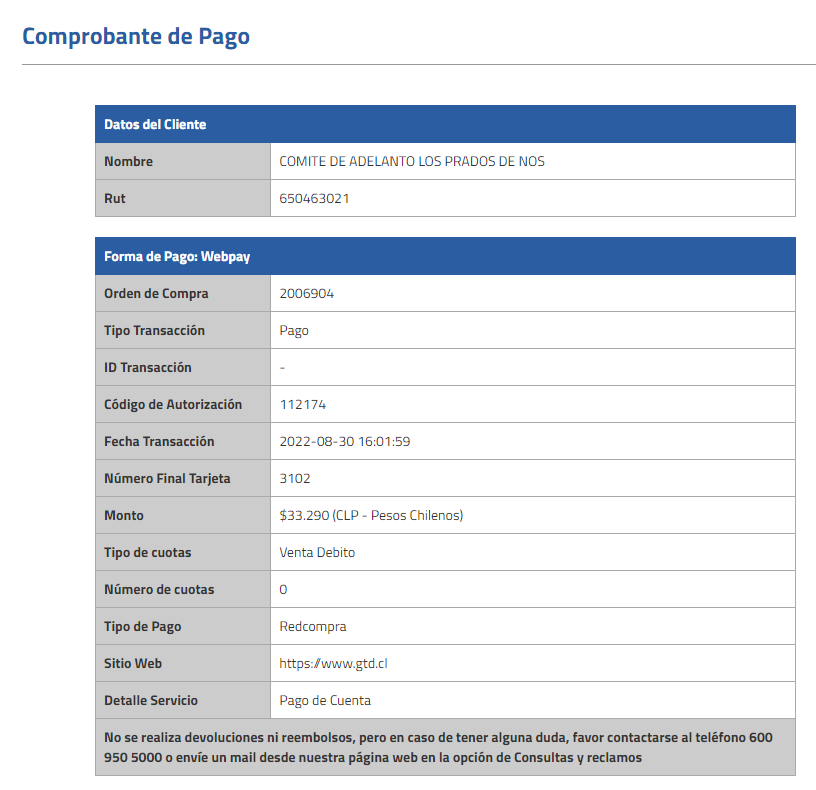 Comprobante de Pago
Datos del Cliente
Nombre COMITE DE ADELANTO LOS PRADOS DE NOS
Rut 650463021
Forma de Pago: Webpay
Orden de Compra 2006904
Tipo Transacción Pago
ID Transacción -
Código de Autorización 112174
Fecha Transacción 2022-08-30 16:01:59
Número Final Tarjeta 3102
Monto $33.290 (CLP - Pesos Chilenos)
Tipo de cuotas Venta Debito
Número de cuotas 0
Tipo de Pago Redcompra
Sitio Web https://www.gtd.cl
Detalle Servicio Pago de Cuenta
No se realiza devoluciones ni reembolsos, pero en caso de tener alguna duda, favor contactarse al teléfono 600
950 5000 o envíe un mail desde nuestra página web en la opción de Consultas y reclamos